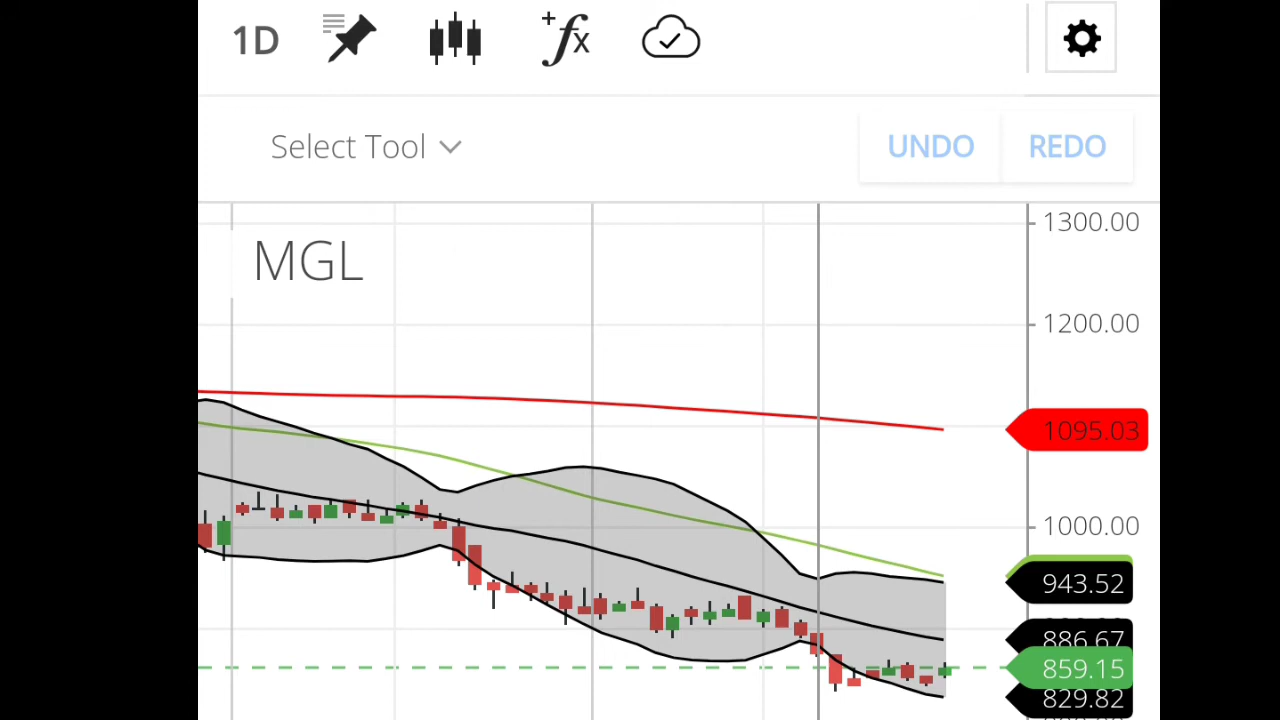 1D
fx
Select Tool
UNDO
REDO
MGL
1300.00
1200.00
1095.03
1000.00
943.52
886.67
859.15
829.82